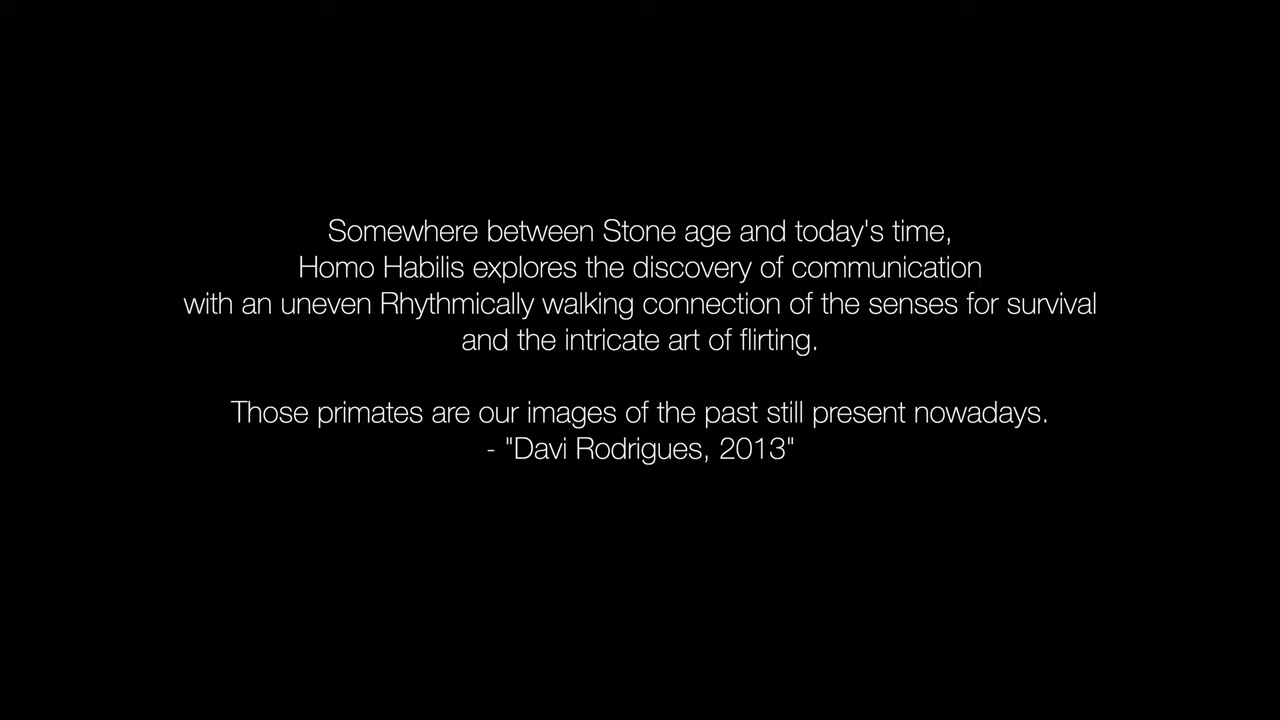 Somewhere between Stone age and today's time,
Homo Habilis explores the discovery of communication
with an uneven Rhythmically walking connection of the senses for survival
and the intricate art of flirting.
Those primates are our images of the past still present nowadays.
- "Davi Rodrigues, 2013"